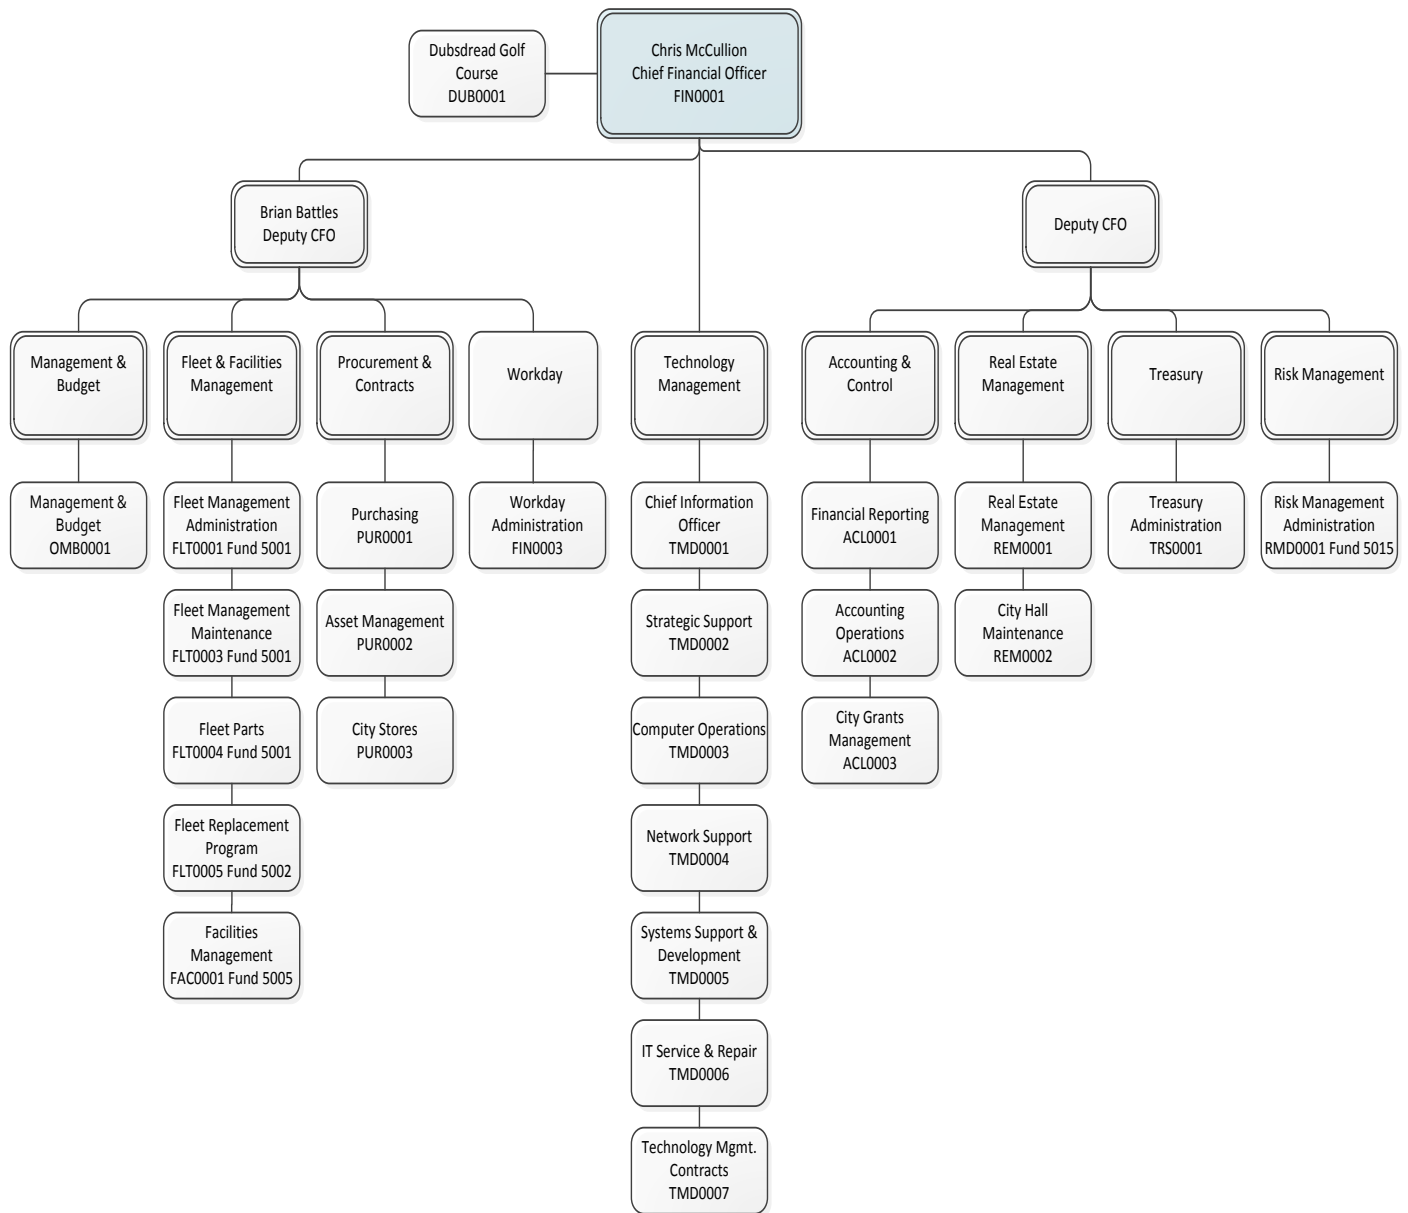 Dubsdread Golf
Course
DUB0001
Chris McCullion
Chief Financial Officer
FIN0001
Brian Battles
Deputy CFO
Deputy CFO
Management &
Budget
Fleet & Facilities
Management
Procurement &
Contracts
Workday
Technology
Management
Accounting &
Control
Real Estate
Management
Treasury
Risk Management
Management &
Budget
OMB0001
Fleet Management
Administration
FLT0001 Fund 5001
Purchasing
PUR0001
Workday
Administration
FIN0003
Chief Information
Officer
TMD0001
Financial Reporting
ACL0001
Real Estate
Management
REM0001
Treasury
Administration
TRS0001
Risk Management
Administration
RMD0001 Fund 5015
Fleet Management
Maintenance
FLT0003 Fund 5001
Asset Management
PUR0002
Strategic Support
TMD0002
Accounting
Operations
ACL0002
City Hall
Maintenance
REM0002
Fleet Parts
FLT0004 Fund 5001
City Stores
PUR0003
Computer Operations
TMD0003
City Grants
Management
ACL0003
Fleet Replacement
Program
FLT0005 Fund 5002
Network Support
TMD0004
Facilities
Management
FAC0001 Fund 5005
Systems Support &
Development
TMD0005
IT Service & Repair
TMD0006
Technology Mgmt.
Contracts
TMD0007